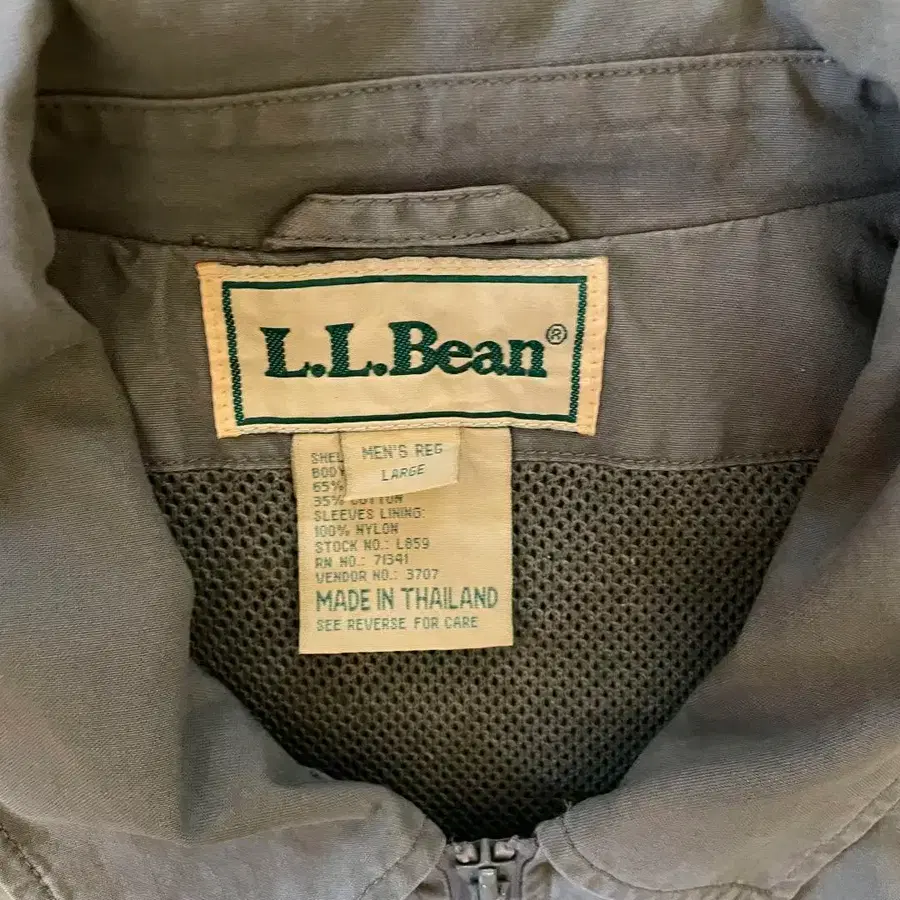 L.L.Bean®
MEN'S REG
LARGE
SHEL
BODY
65%
35% COTTON
SLEEVES LINING:
100% NYLON
STOCK NO.: L859
RN NO.: 71341
VENDOR NO.: 3707
MADE IN THAILAND
SEE REVERSE FOR CARE